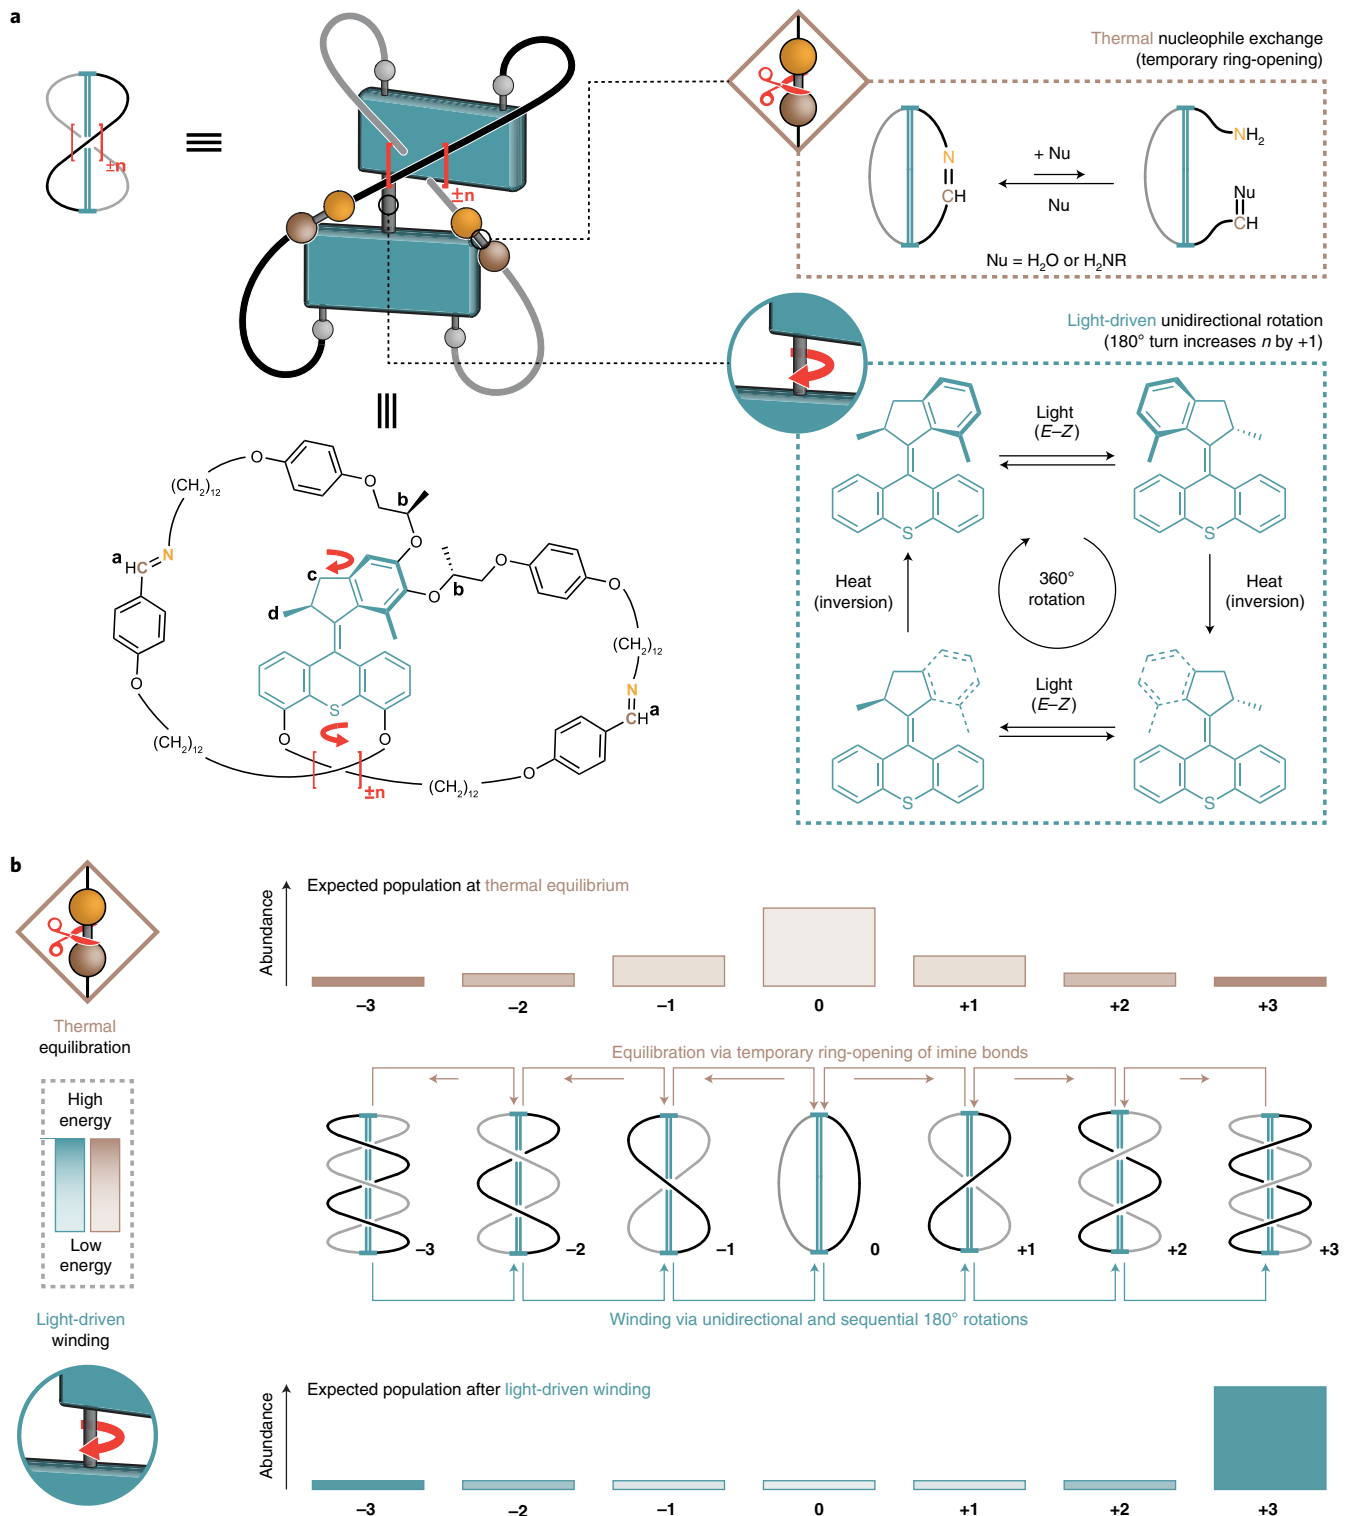 a
±n
±n
Thermal nucleophile exchange
(temporary ring-opening)
N
CH
+ Nu
Nu
NH2
Nu
CH
Nu = H2O or H2NR
Light-driven unidirectional rotation
(180° turn increases n by +1)
Light
(E–Z)
S
S
Heat
(inversion)
360°
rotation
Heat
(inversion)
Light
(E–Z)
S
S
O
(CH2)12
O
b
a
HC
N
O
c
d
O
b
O
O
(CH2)12
N
CH
a
O
S
O
O
(CH2)12
±n
(CH2)12
O
b
Thermal
equilibration
High
energy
Low
energy
Light-driven
winding
Abundance
Expected population at thermal equilibrium
–3 –2 –1 0 +1 +2 +3
Equilibration via temporary ring-opening of imine bonds
–3 –2 –1 0 +1 +2 +3
Winding via unidirectional and sequential 180° rotations
Abundance
Expected population after light-driven winding
–3 –2 –1 0 +1 +2 +3